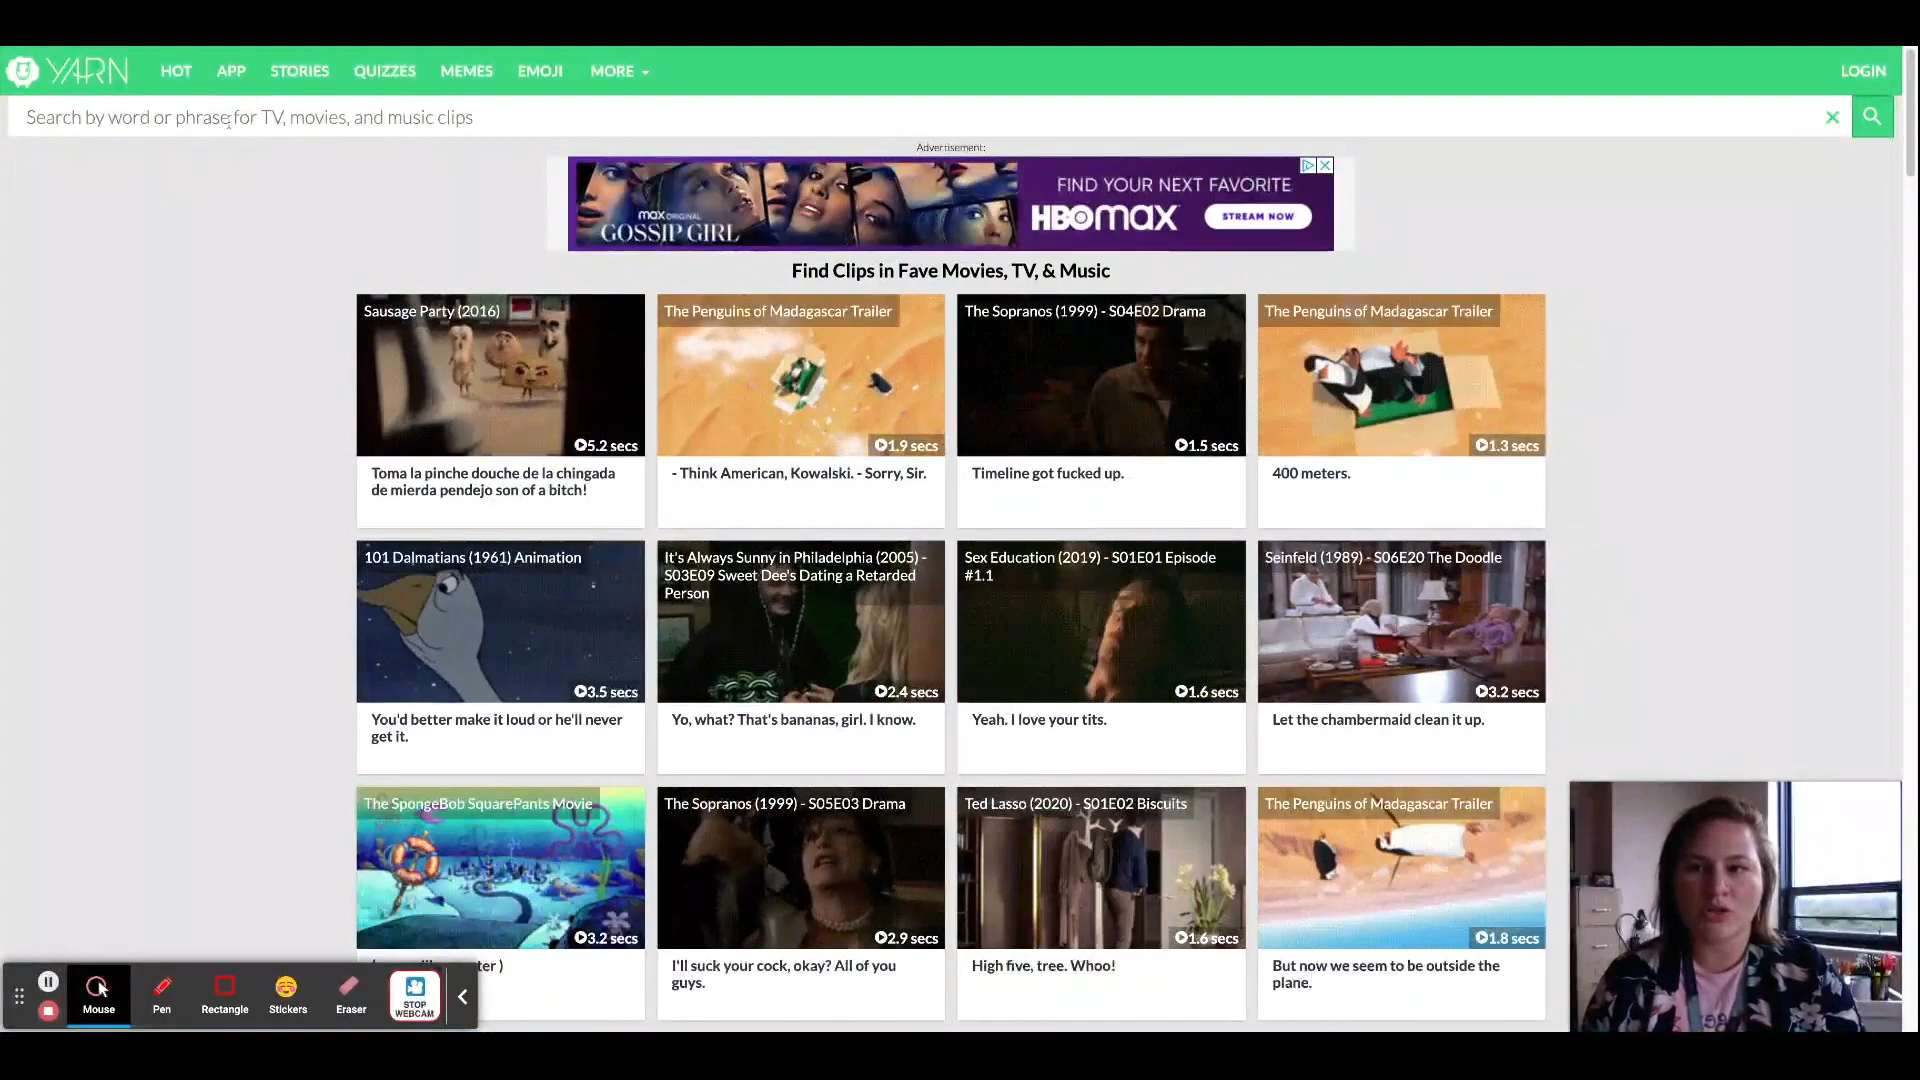 YARN
HOT
APP
STORIES
QUIZZES
MEMES
EMOJI
MORE
LOGIN
Search by word or phrase for TV, movies, and music clips
Advertisement:
max ORIGINAL
GOSSIP GIRL
FIND YOUR NEXT FAVORITE
HBOmax
STREAM NOW
Find Clips in Fave Movies, TV, & Music
Sausage Party (2016)
5.2 secs
Toma la pinche douche de la chingada
de mierda pendejo son of a bitch!
The Penguins of Madagascar Trailer
1.9 secs
- Think American, Kowalski. - Sorry, Sir.
The Sopranos (1999) - S04E02 Drama
1.5 secs
Timeline got fucked up.
The Penguins of Madagascar Trailer
1.3 secs
400 meters.
101 Dalmatians (1961) Animation
3.5 secs
You'd better make it loud or he'll never
get it.
It's Always Sunny in Philadelphia (2005) -
S03E09 Sweet Dee's Dating a Retarded
Person
2.4 secs
Yo, what? That's bananas, girl. I know.
Sex Education (2019) - S01E01 Episode
#1.1
1.6 secs
Yeah. I love your tits.
Seinfeld (1989) - S06E20 The Doodle
3.2 secs
Let the chambermaid clean it up.
The SpongeBob SquarePants Movie
3.2 secs
The Sopranos (1999) - S05E03 Drama
2.9 secs
I'll suck your cock, okay? All of you
guys.
Ted Lasso (2020) - S01E02 Biscuits
1.6 secs
High five, tree. Whoo!
The Penguins of Madagascar Trailer
1.8 secs
But now we seem to be outside the
plane.
Mouse
Pen
Rectangle
Stickers
Eraser
STOP
WEBCAM